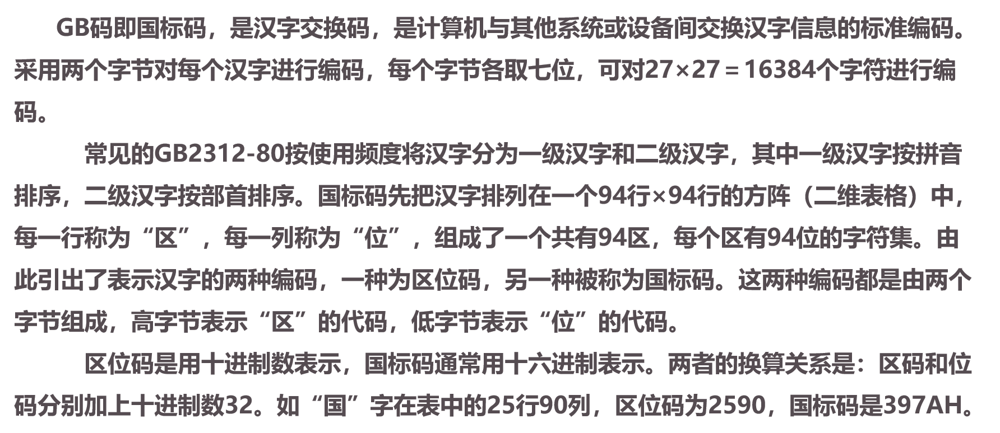 GB码即国标码，是汉字交换码，是计算机与其他系统或设备间交换汉字信息的标准编码。
采用两个字节对每个汉字进行编码，每个字节各取七位，可对27×27＝16384个字符进行编
码。
常见的GB2312-80按使用频度将汉字分为一级汉字和二级汉字，其中一级汉字按拼音
排序，二级汉字按部首排序。国标码先把汉字排列在一个94行×94行的方阵（二维表格）中，
每一行称为“区”，每一列称为“位”，组成了一个共有94区，每个区有94位的字符集。由
此引出了表示汉字的两种编码，一种为区位码，另一种被称为国标码。这两种编码都是由两个
字节组成，高字节表示“区”的代码，低字节表示“位”的代码。
区位码是用十进制数表示，国标码通常用十六进制表示。两者的换算关系是：区码和位
码分别加上十进制数32。如“国”字在表中的25行90列，区位码为2590，国标码是397AH。